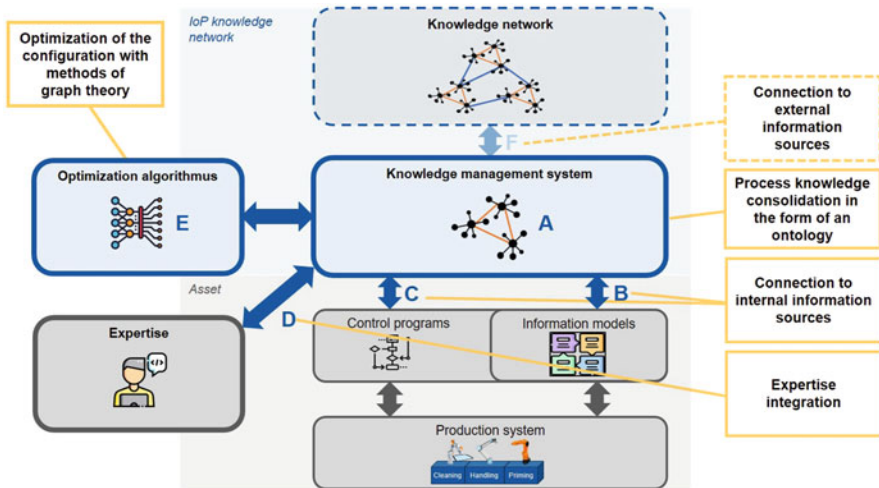 Optimization of the
configuration with
methods of
graph theory
IoP knowledge
network
Knowledge network
F
Connection to
external
information
sources
Optimization algorithmus
E
Knowledge management system
A
Process knowledge
consolidation in
the form of an
ontology
Asset
C
B
Connection to
internal information
sources
Expertise
D
Control programs
Information models
Expertise
integration
Production system
Cleaning
Handling
Priming